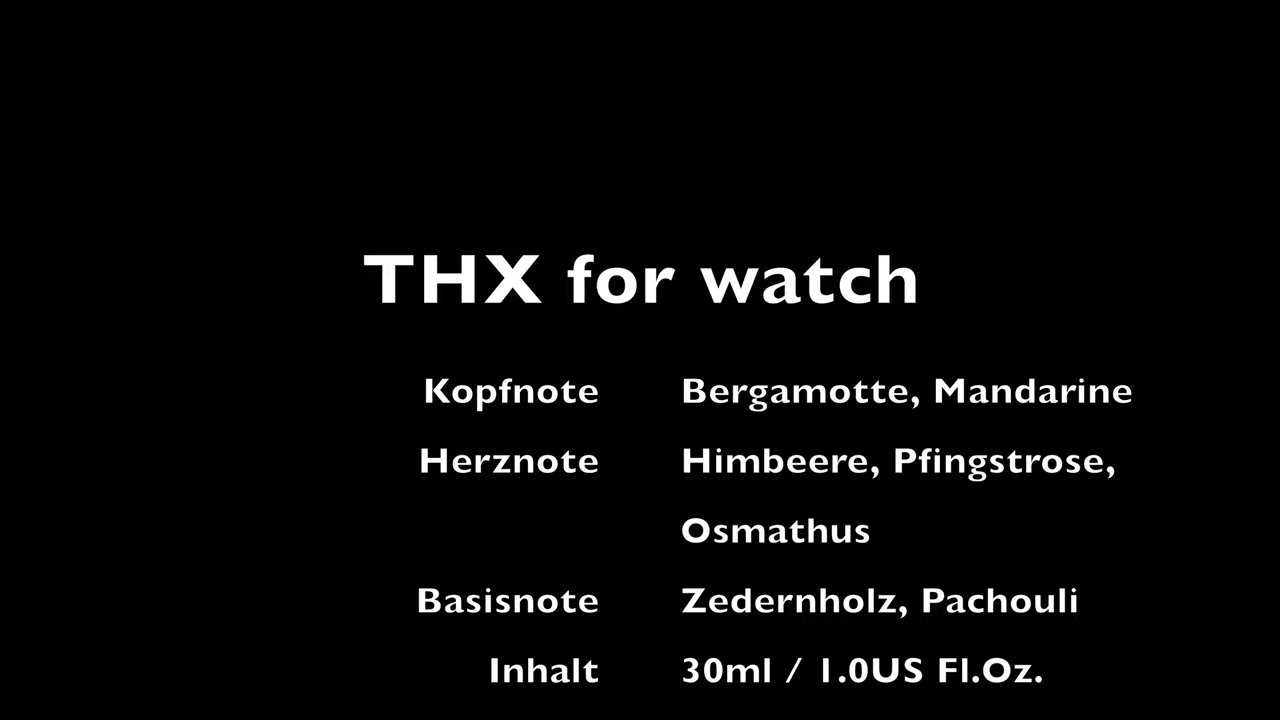 THX for watch
Kopfnote Bergamotte, Mandarine
Herznote Himbeere, Pfingstrose,
Osmathus
Basisnote Zedernholz, Pachouli
Inhalt 30ml / 1.0US Fl.Oz.